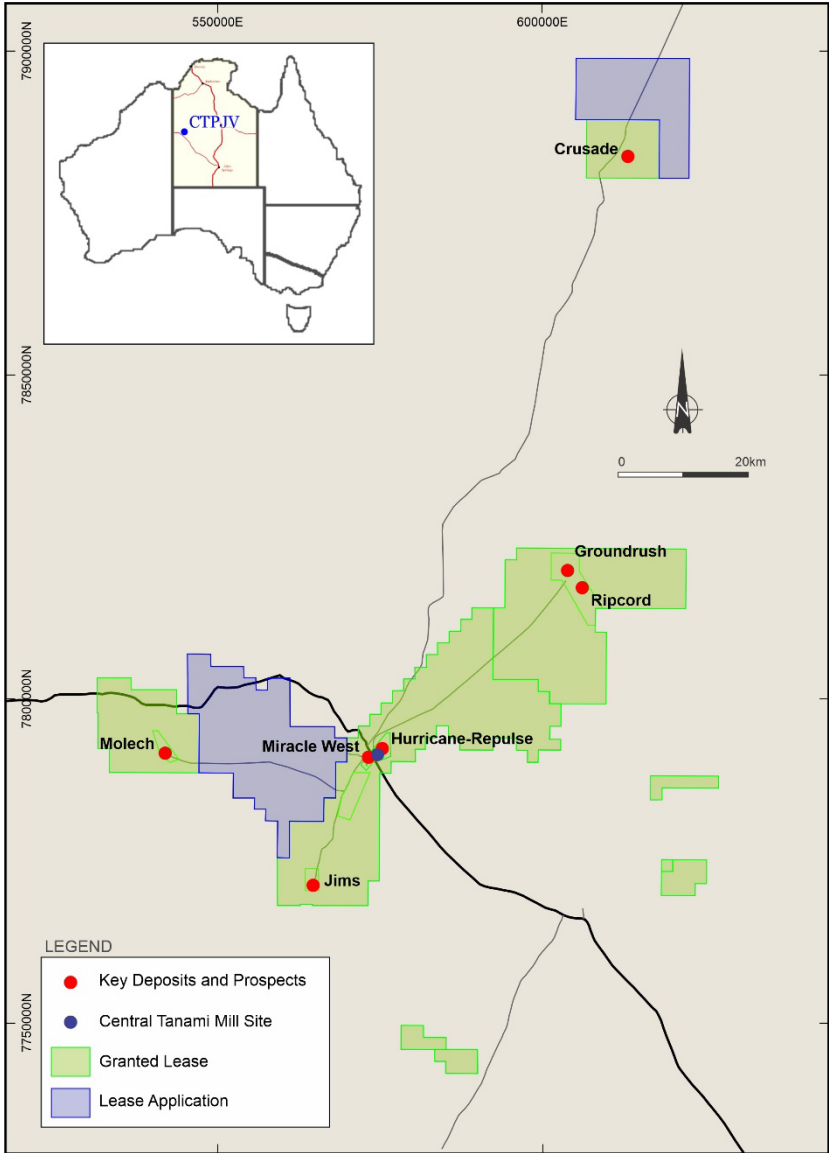 550000E
600000E
7900000N
CTPJV
Crusade
7850000N
N
0 20km
Groundrush
Ripcord
7800000N
Molech
Miracle West
Hurricane-Repulse
Jims
LEGEND
Key Deposits and Prospects
Central Tanami Mill Site
Granted Lease
Lease Application
7750000N